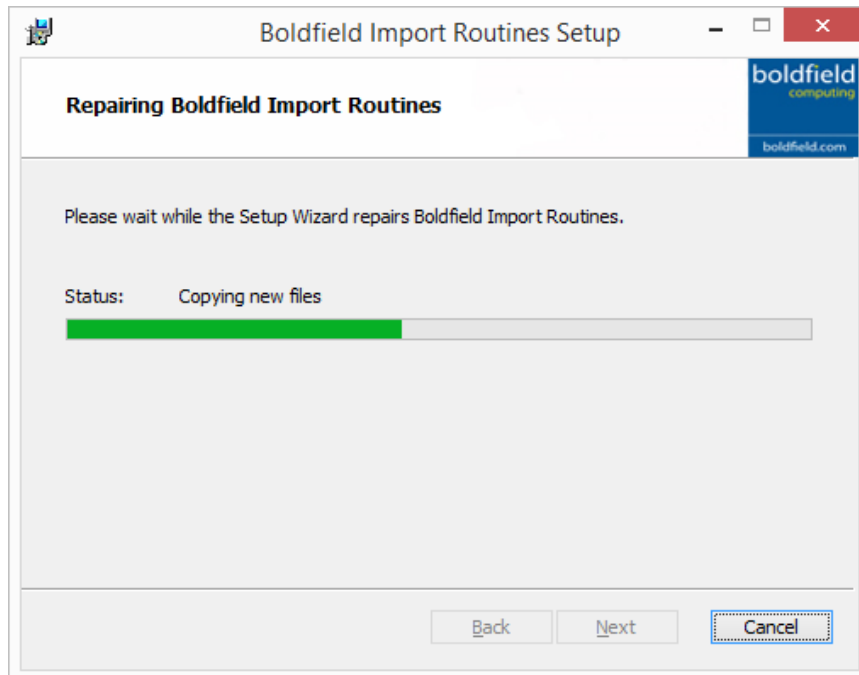 Boldfield Import Routines Setup
boldfield
computing
boldfield.com
Repairing Boldfield Import Routines
Please wait while the Setup Wizard repairs Boldfield Import Routines.
Status: Copying new files
Back Next Cancel